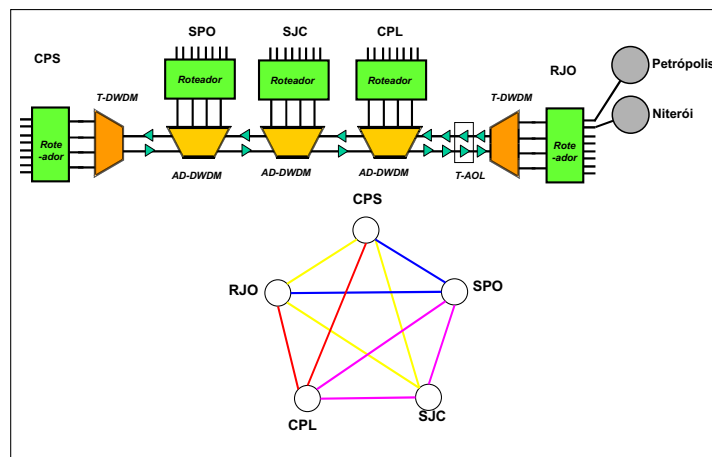 SPO
SJC
CPL
CPS
RJO
Petrópolis
Niterói
T-DWDM
Roteador
Roteador
Roteador
T-DWDM
Rote
-ador
Rote
-ador
AD-DWDM
AD-DWDM
AD-DWDM
T-AOL
CPS
RJO
SPO
CPL
SJC